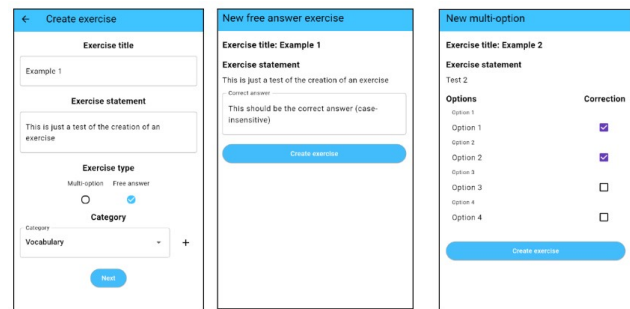 Create exercise
Exercise title
Example 1
Exercise statement
This is just a test of the creation of an
exercise
Exercise type
Multi-option Free answer
Category
Category
Vocabulary
+
Next
New free answer exercise
Exercise title: Example 1
Exercise statement
This is just a test of the creation of an exercise
Correct answer
This should be the correct answer (case-
insensitive)
Create exercise
New multi-option
Exercise title: Example 2
Exercise statement
Test 2
Options Correction
Option 1
Option 1
Option 2
Option 2
Option 3
Option 3
Option 4
Option 4
Create exercise